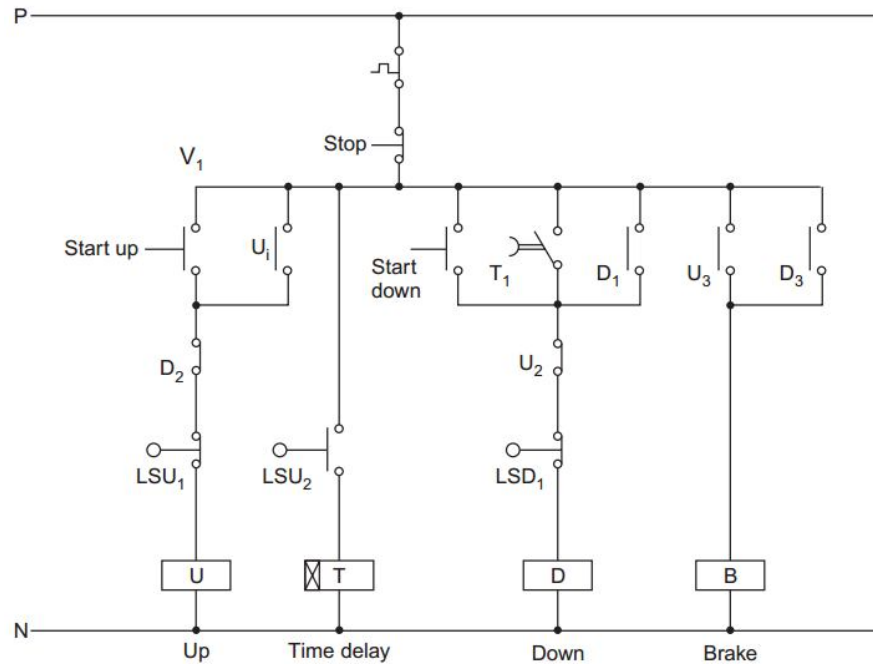 P
Stop
V₁
Start up
Uᵢ
Start
down
T₁
D₁
U₃
D₃
D₂
U₂
LSU₁
LSU₂
LSD₁
U
T
D
B
N
Up
Time delay
Down
Brake